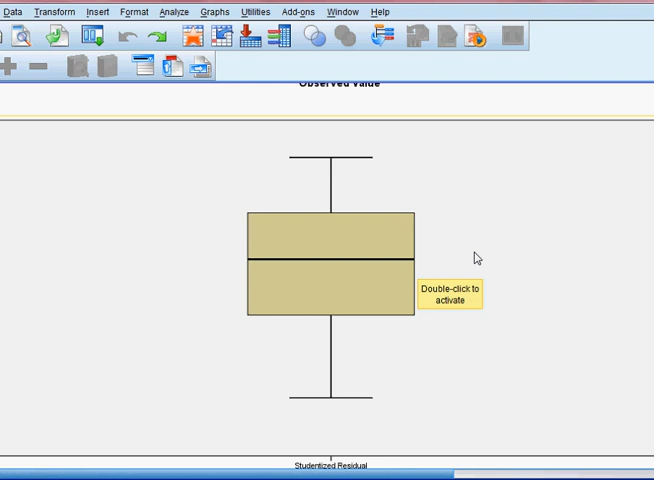 Data Transform Insert Format Analyze Graphs Utilities Add-ons Window Help
Observed Value
Double-click to
activate
Studentized Residual